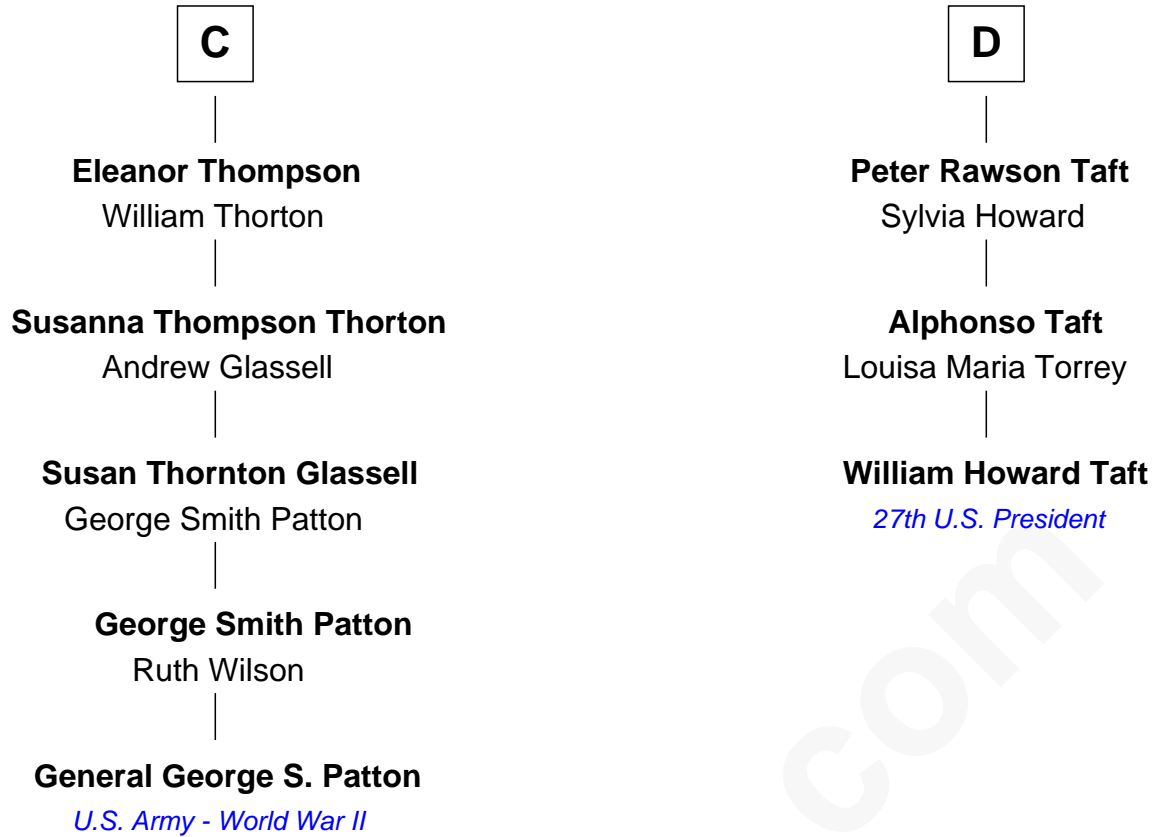 C
Eleanor Thompson
William Thorton
Susanna Thompson Thorton
Andrew Glassell
Susan Thornton Glassell
George Smith Patton
George Smith Patton
Ruth Wilson
General George S. Patton
U.S. Army - World War II
D
Peter Rawson Taft
Sylvia Howard
Alphonso Taft
Louisa Maria Torrey
William Howard Taft
27th U.S. President
com